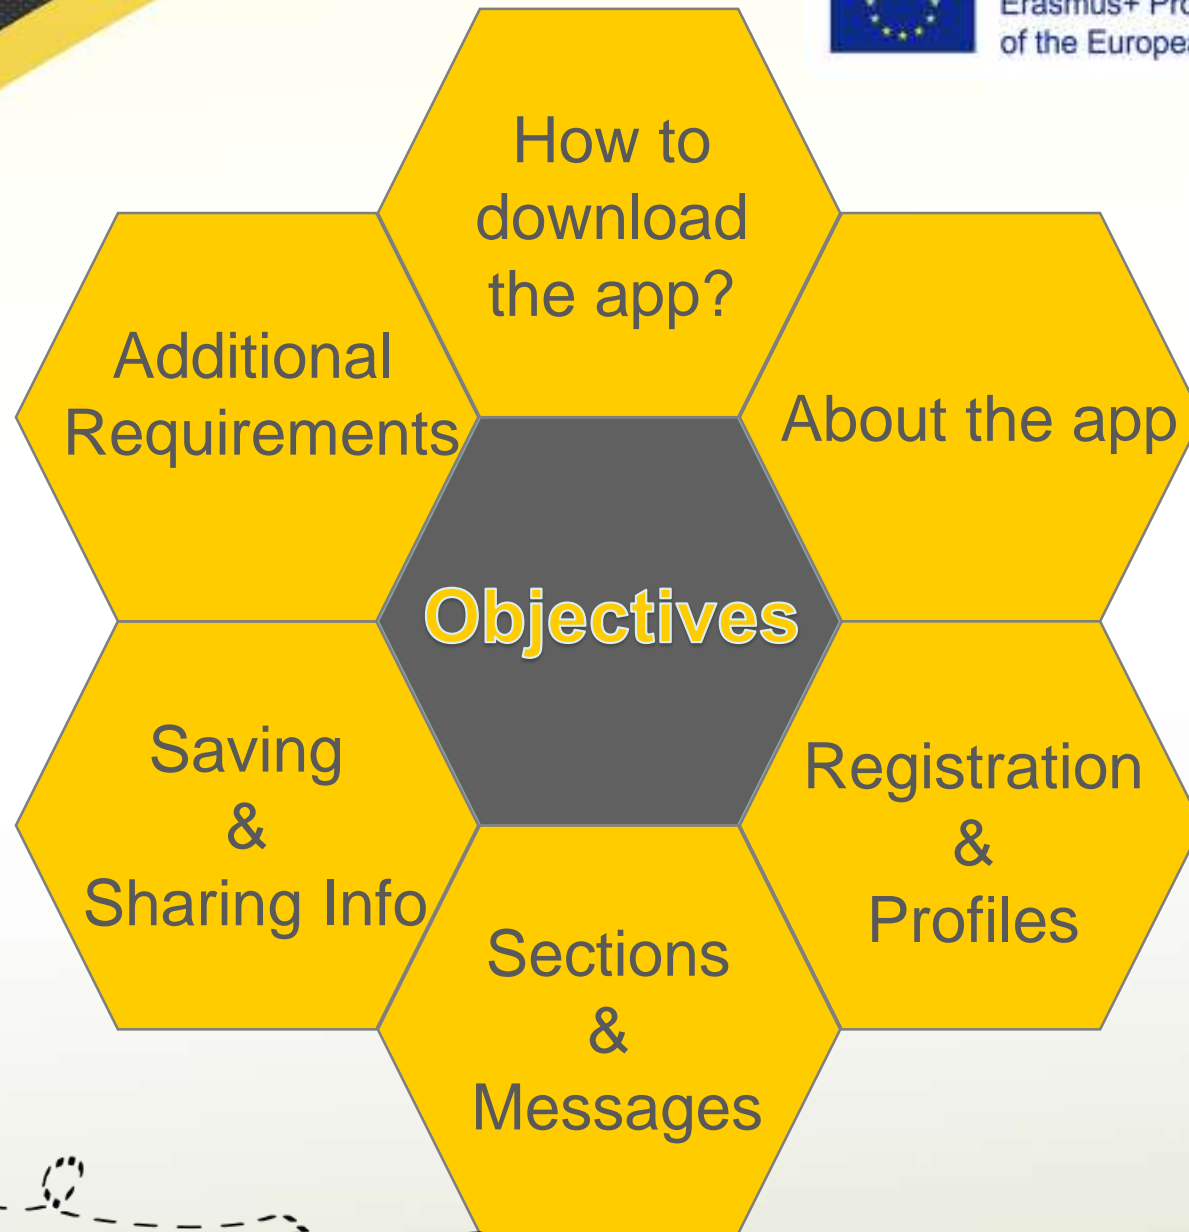 Erasmus+
of the
How to
download
the app?
About the app
Additional
Requirements
Objectives
Registration
&
Profiles
Saving
&
Sharing Info
Sections
&
Messages